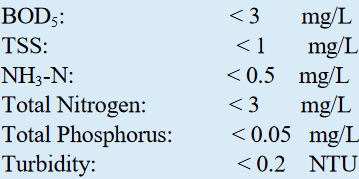 BOD₅: < 3 mg/L
TSS: < 1 mg/L
NH₃-N: < 0.5 mg/L
Total Nitrogen: < 3 mg/L
Total Phosphorus: < 0.05 mg/L
Turbidity: < 0.2 NTU